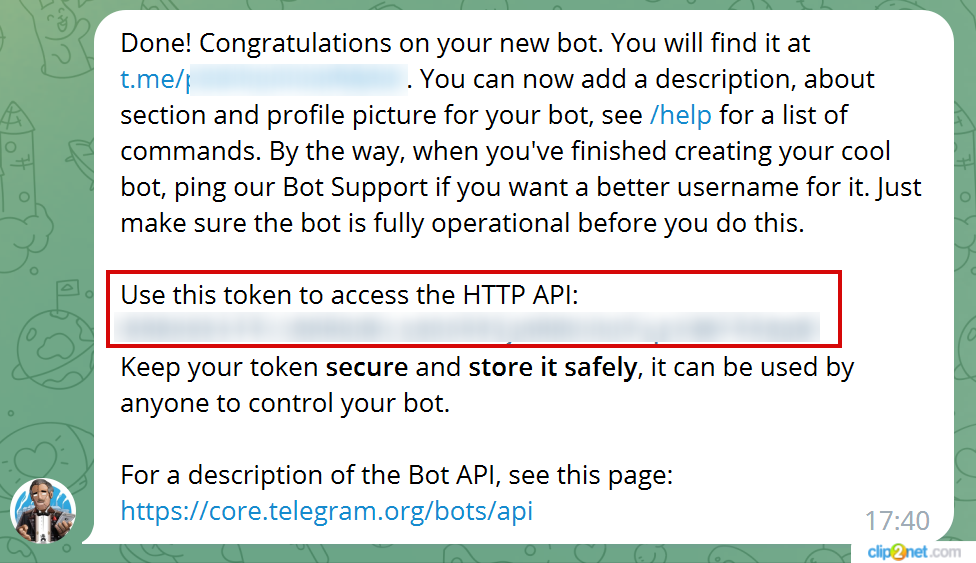 Done! Congratulations on your new bot. You will find it at
t.me/p . You can now add a description, about
section and profile picture for your bot, see /help for a list of
commands. By the way, when you've finished creating your cool
bot, ping our Bot Support if you want a better username for it. Just
make sure the bot is fully operational before you do this.
Use this token to access the HTTP API:
Keep your token secure and store it safely, it can be used by
anyone to control your bot.
For a description of the Bot API, see this page:
https://core.telegram.org/bots/api
17:40
clip2net.com